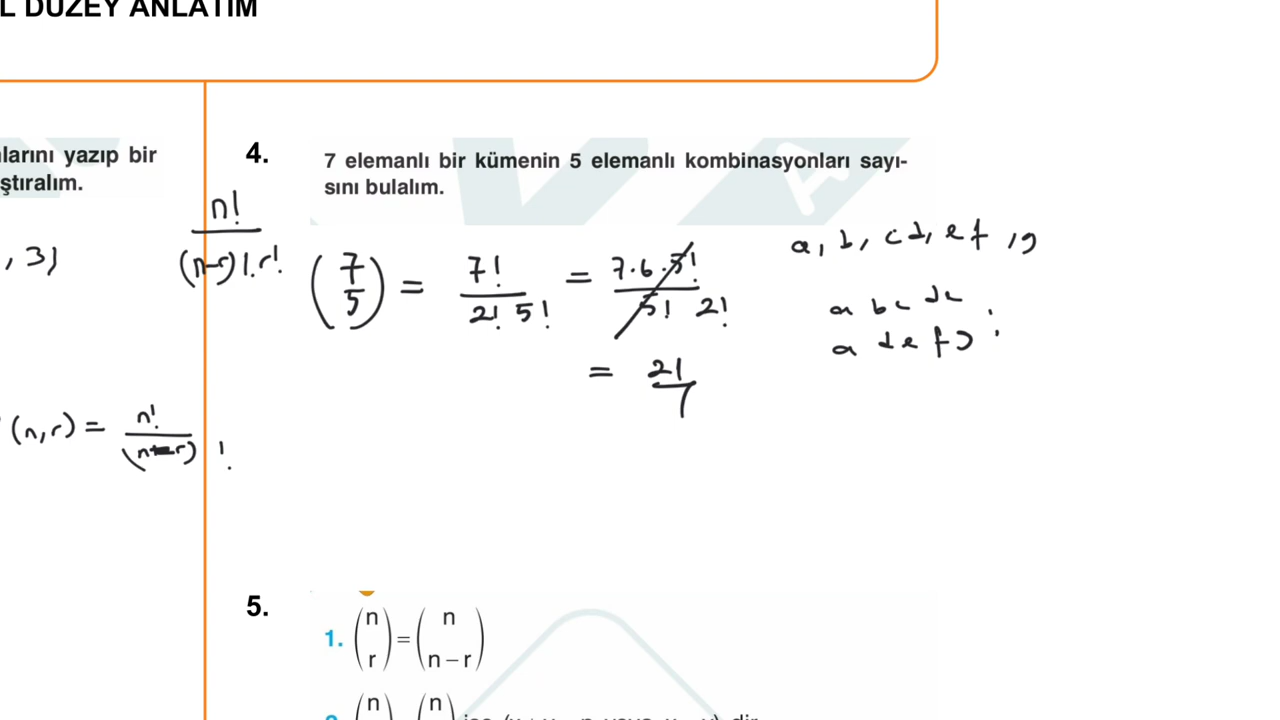 L DÜZEY ANLATIM
larını yazıp bir
ştıralım.
, 3)
n!
(n-r)! . r!
(n,r) = n!
(n-r) !
4.
7 elemanlı bir kümenin 5 elemanlı kombinasyonları sayı-
sını bulalım.
(7 5) = 7! / 2! 5! = 7.6.5! / 5! 2!
= 21
a, b, c d, e f , g
a d e f g
5.
1. (n r) = (n n – r)
n n